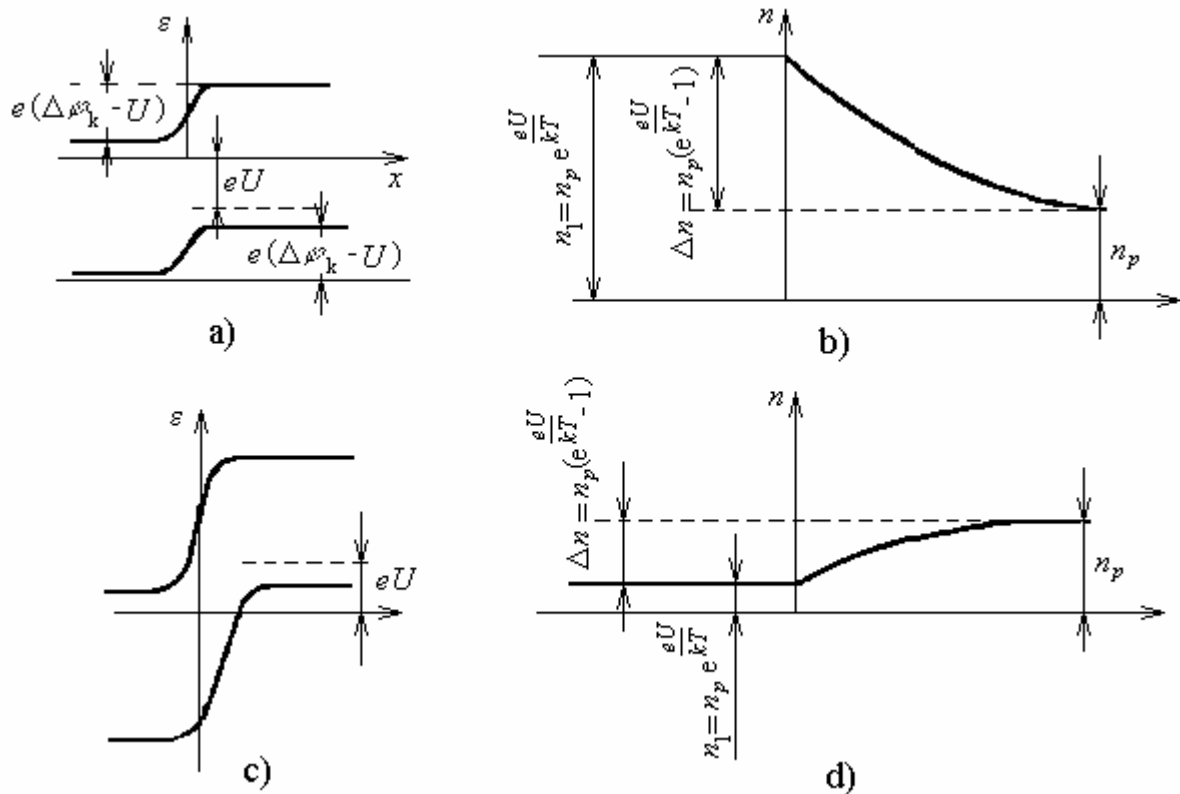 ε
e(Δφₖ-U)
x
eU
e(Δφₖ-U)
a)
n
n₁=nₚ e^(eU/kT)
Δn=nₚ(e^(eU/kT)-1)
nₚ
b)
ε
eU
c)
n
Δn=nₚ(e^(eU/kT)-1)
n₁=nₚ e^(eU/kT)
nₚ
d)